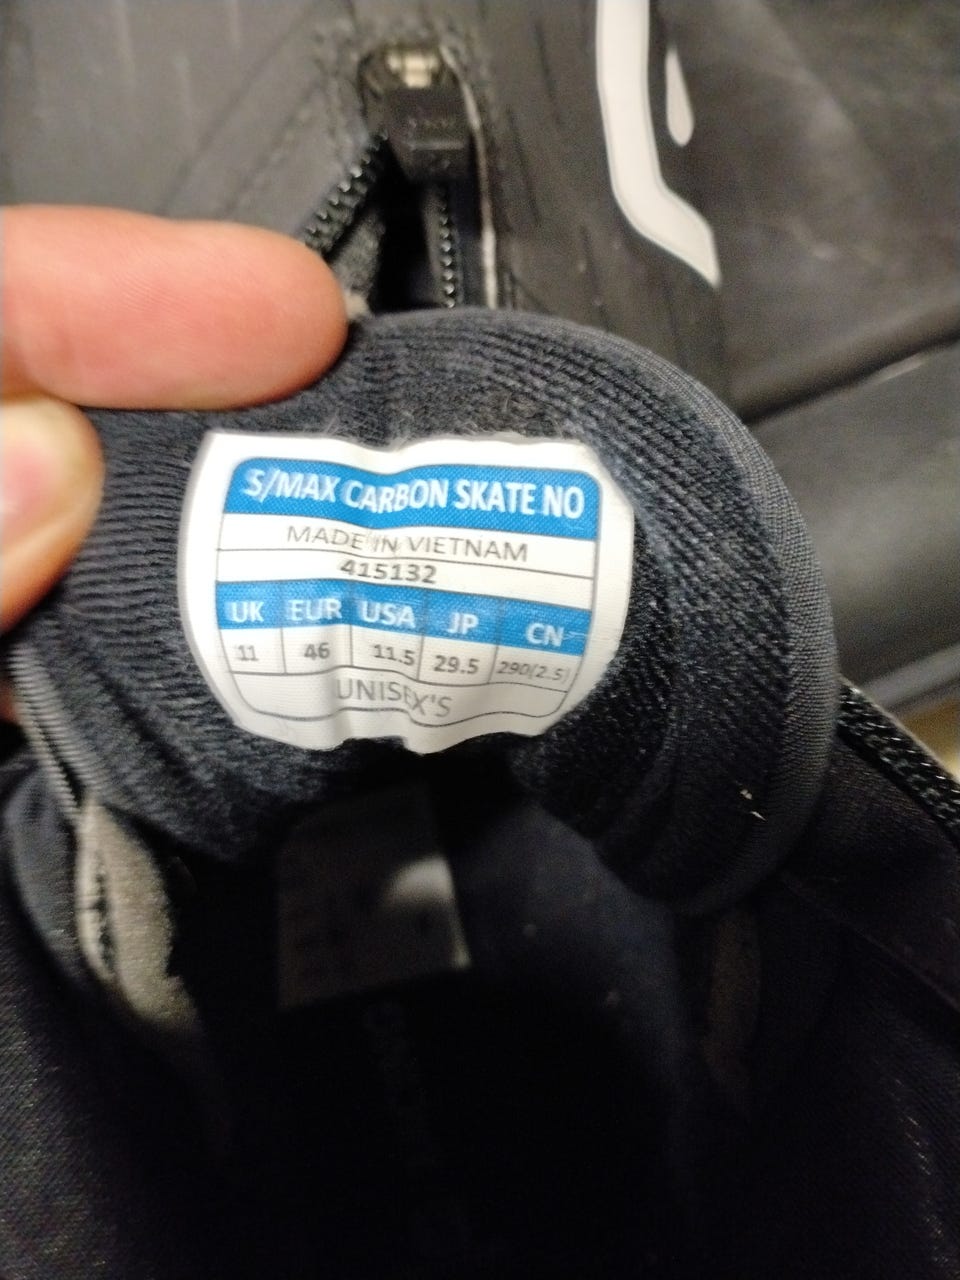 S/MAX CARBON SKATE NO
MADE IN VIETNAM
415132
UK EUR USA JP CN
11 46 11.5 29.5 290(2.5)
UNISEX'S